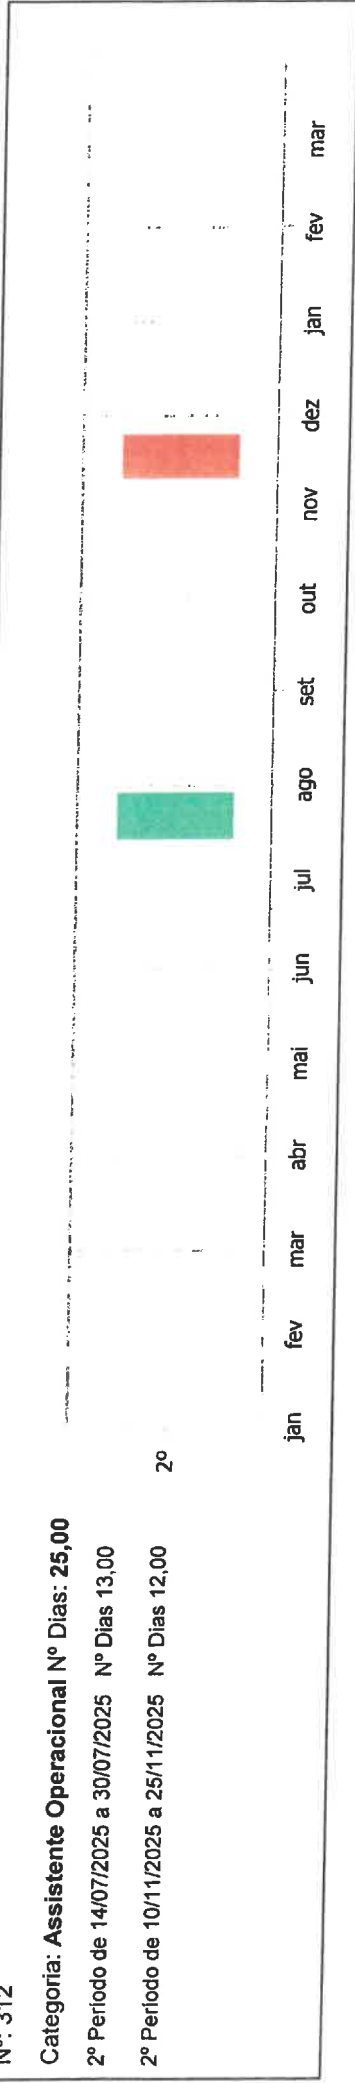 Nº: 312
Categoria: Assistente Operacional Nº Dias: 25,00
2º Período de 14/07/2025 a 30/07/2025 Nº Dias 13,00
2º Período de 10/11/2025 a 25/11/2025 Nº Dias 12,00
2º
jan fev mar abr mai jun jul ago set out nov dez jan fev mar